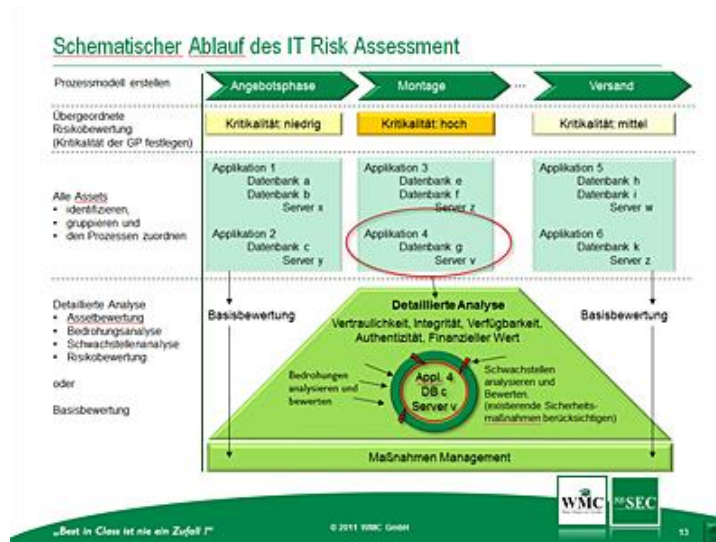 Schematischer Ablauf des IT Risk Assessment
Prozessmodell erstellen
Angebotsphase
Montage
...
Versand
Übergeordnete
Risikobewertung
(Kritikalität der GP festlegen)
Kritikalität: niedrig
Kritikalität: hoch
Kritikalität: mittel
Alle Assets
• identifizieren,
• gruppieren und
• den Prozessen zuordnen
Applikation 1
Datenbank a
Datenbank b
Server x
Applikation 2
Datenbank c
Server y
Applikation 3
Datenbank e
Datenbank f
Server z
Applikation 4
Datenbank g
Server v
Applikation 5
Datenbank h
Datenbank i
Server w
Applikation 6
Datenbank k
Server z
Detaillierte Analyse
• Assetbewertung
• Bedrohungsanalyse
• Schwachstellenanalyse
• Risikobewertung
oder
Basisbewertung
Basisbewertung
Detaillierte Analyse
Vertraulichkeit, Integrität, Verfügbarkeit,
Authentizität, Finanzieller Wert
Bedrohungen
analysieren und
bewerten
Appl. 4
DB c
Server v
Schwachstellen
analysieren und
Bewerten.
(existierende Sicherheits-
maßnahmen berücksichtigen)
Basisbewertung
Maßnahmen Management
„Best in Class ist nie ein Zufall !"
© 2011 WMC GmbH
WMC
SEC
13